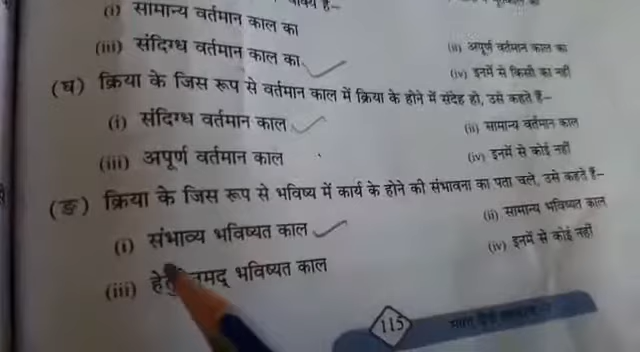 वाक्य है–
(i) सामान्य वर्तमान काल का
(ii) अपूर्ण वर्तमान काल का
(iii) संदिग्ध वर्तमान काल का
(iv) इनमें से किसी का नहीं
(घ) क्रिया के जिस रूप से वर्तमान काल में क्रिया के होने में संदेह हो, उसे कहते हैं–
(i) संदिग्ध वर्तमान काल
(ii) सामान्य वर्तमान काल
(iii) अपूर्ण वर्तमान काल
(iv) इनमें से कोई नहीं
(ङ) क्रिया के जिस रूप से भविष्य में कार्य के होने की संभावना का पता चले, उसे कहते हैं–
(i) संभाव्य भविष्यत काल
(ii) सामान्य भविष्यत काल
(iii) भविष्यत काल
(iv) इनमें से कोई नहीं
115